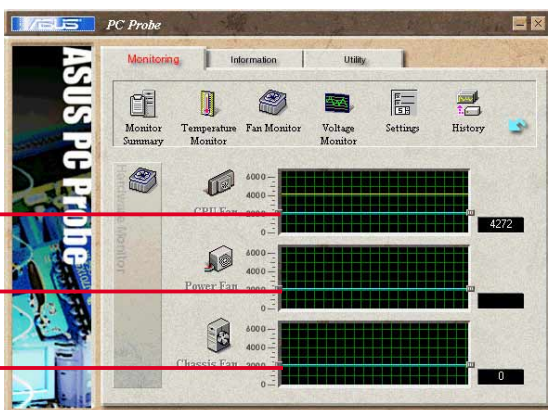 ASUS
PC Probe
ASUS PC Probe
Monitoring
Information
Utility
Monitor
Summary
Temperature
Monitor
Fan Monitor
Voltage
Monitor
Settings
History
Hardware Monitor
6000
4000
CPU Fan 2000
0
4272
6000
4000
Power Fan 2000
0
6000
4000
Chassis Fan 2000
0
0